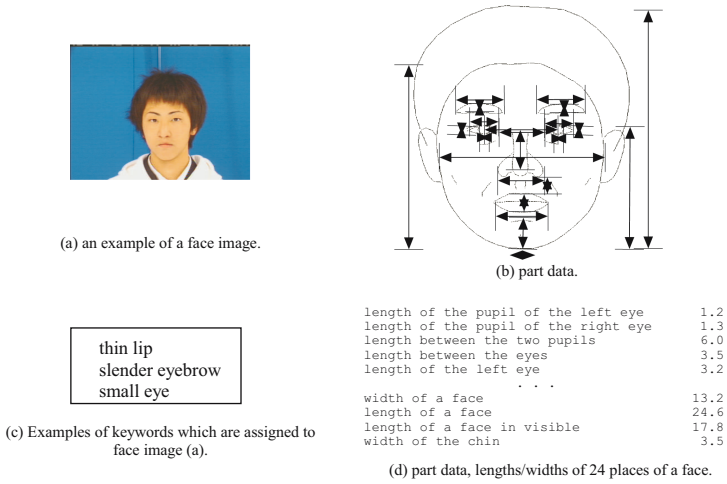 (a) an example of a face image.
(b) part data.
thin lip
slender eyebrow
small eye
(c) Examples of keywords which are assigned to
face image (a).
length of the pupil of the left eye 1.2
length of the pupil of the right eye 1.3
length between the two pupils 6.0
length between the eyes 3.5
length of the left eye 3.2
. . .
width of a face 13.2
length of a face 24.6
length of a face in visible 17.8
width of the chin 3.5
(d) part data, lengths/widths of 24 places of a face.